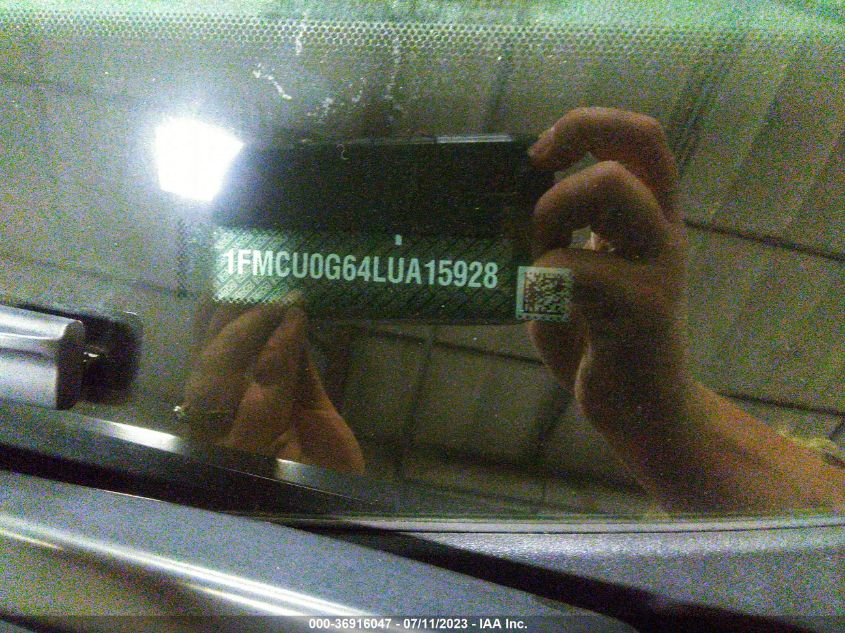 1FMCU0G64LUA15928
000-36916047 - 07/11/2023 - IAA Inc.